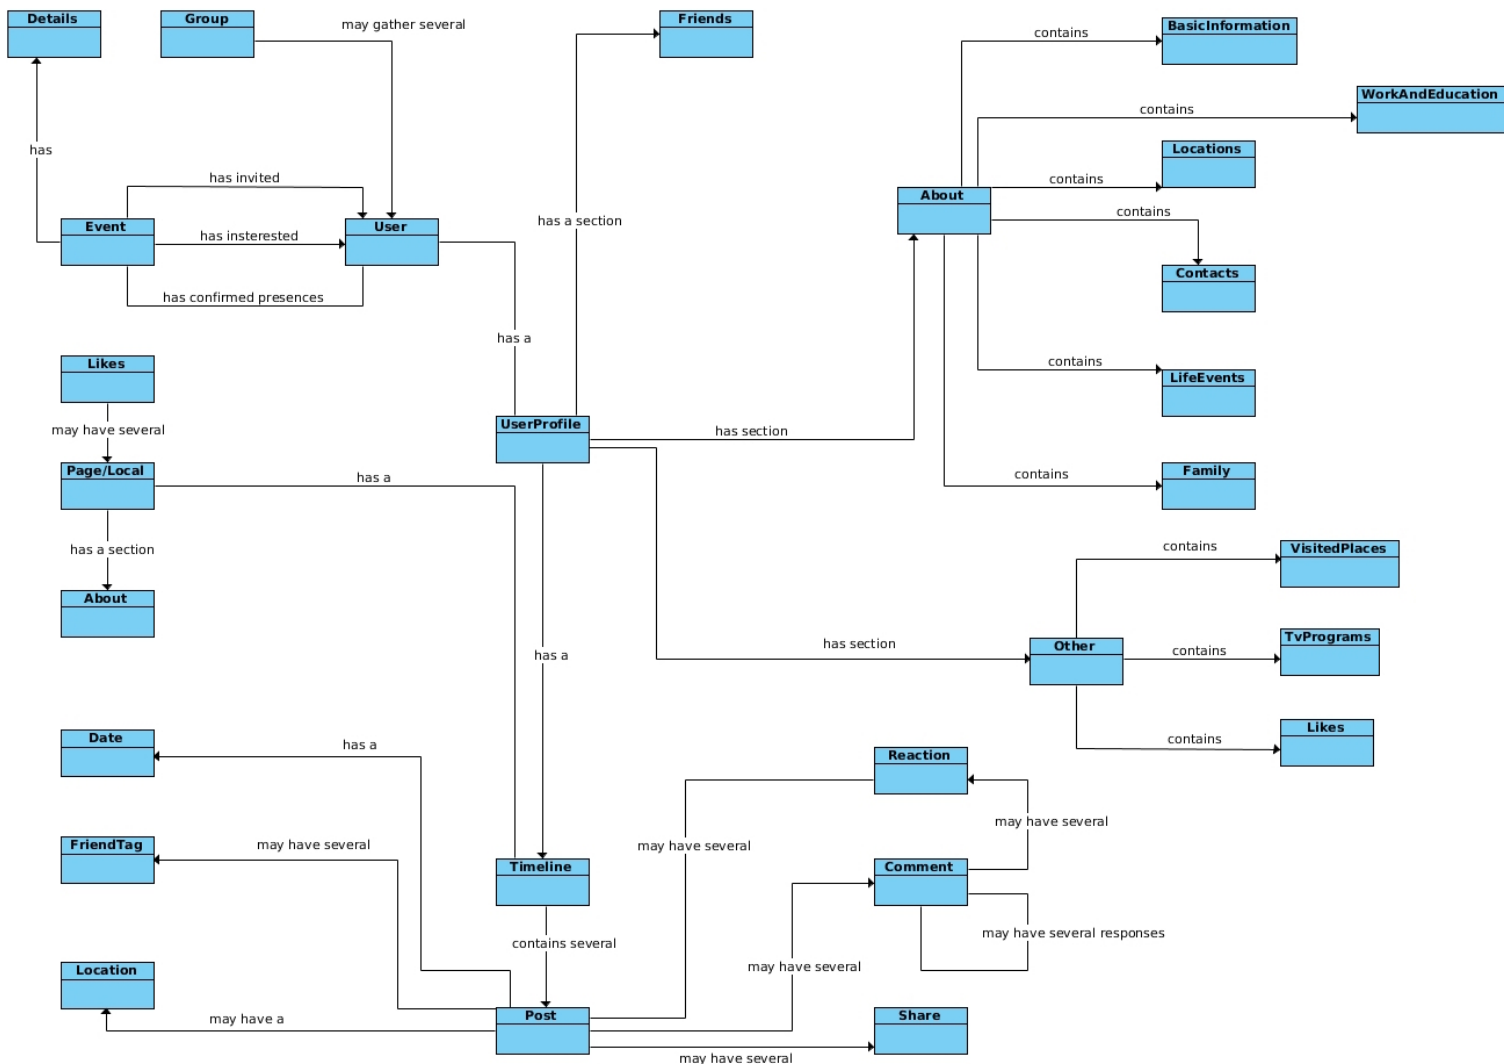 Details
Group
may gather several
Friends
BasicInformation
contains
WorkAndEducation
contains
Locations
contains
has
has invited
About
contains
Event
has insterested
User
has a section
Contacts
has confirmed presences
has a
Likes
contains
LifeEvents
may have several
UserProfile
has section
Page/Local
has a
contains
Family
has a section
contains
VisitedPlaces
About
has a
has section
Other
contains
TvPrograms
Date
has a
contains
Likes
Reaction
may have several
FriendTag
may have several
may have several
Timeline
Comment
contains several
may have several responses
Location
may have several
may have a
Post
Share
may have several